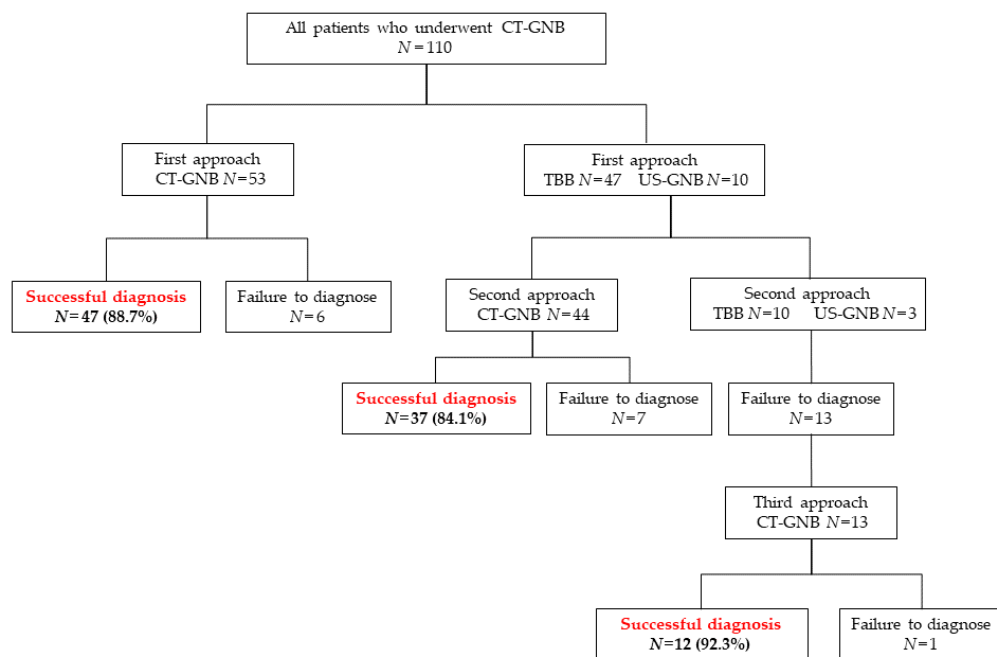 All patients who underwent CT-GNB
N=110
First approach
CT-GNB N=53
First approach
TBB N=47 US-GNB N=10
Successful diagnosis
N=47 (88.7%)
Failure to diagnose
N=6
Second approach
CT-GNB N=44
Second approach
TBB N=10 US-GNB N=3
Successful diagnosis
N=37 (84.1%)
Failure to diagnose
N=7
Failure to diagnose
N=13
Third approach
CT-GNB N=13
Successful diagnosis
N=12 (92.3%)
Failure to diagnose
N=1